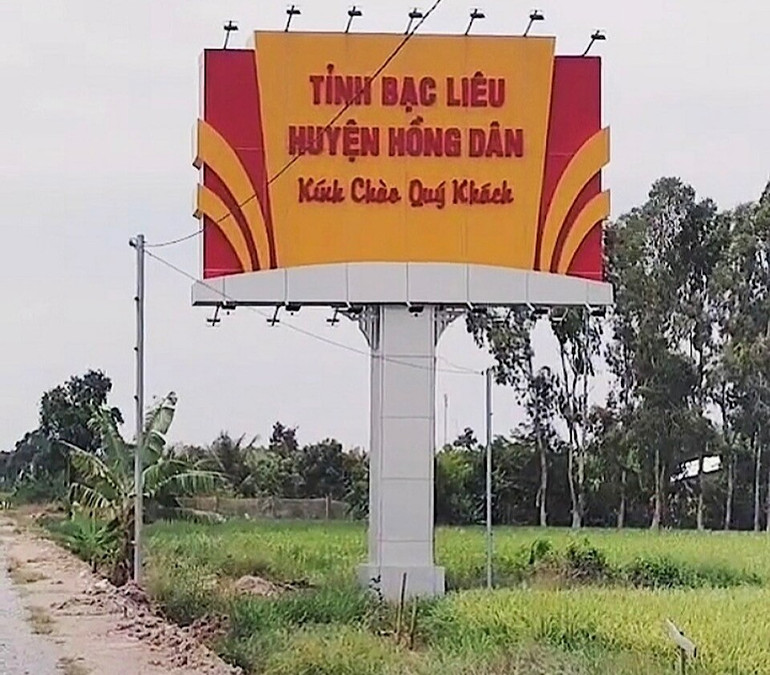 TỈNH BẠC LIÊU
HUYỆN HỒNG DÂN
Kính Chào Quý Khách